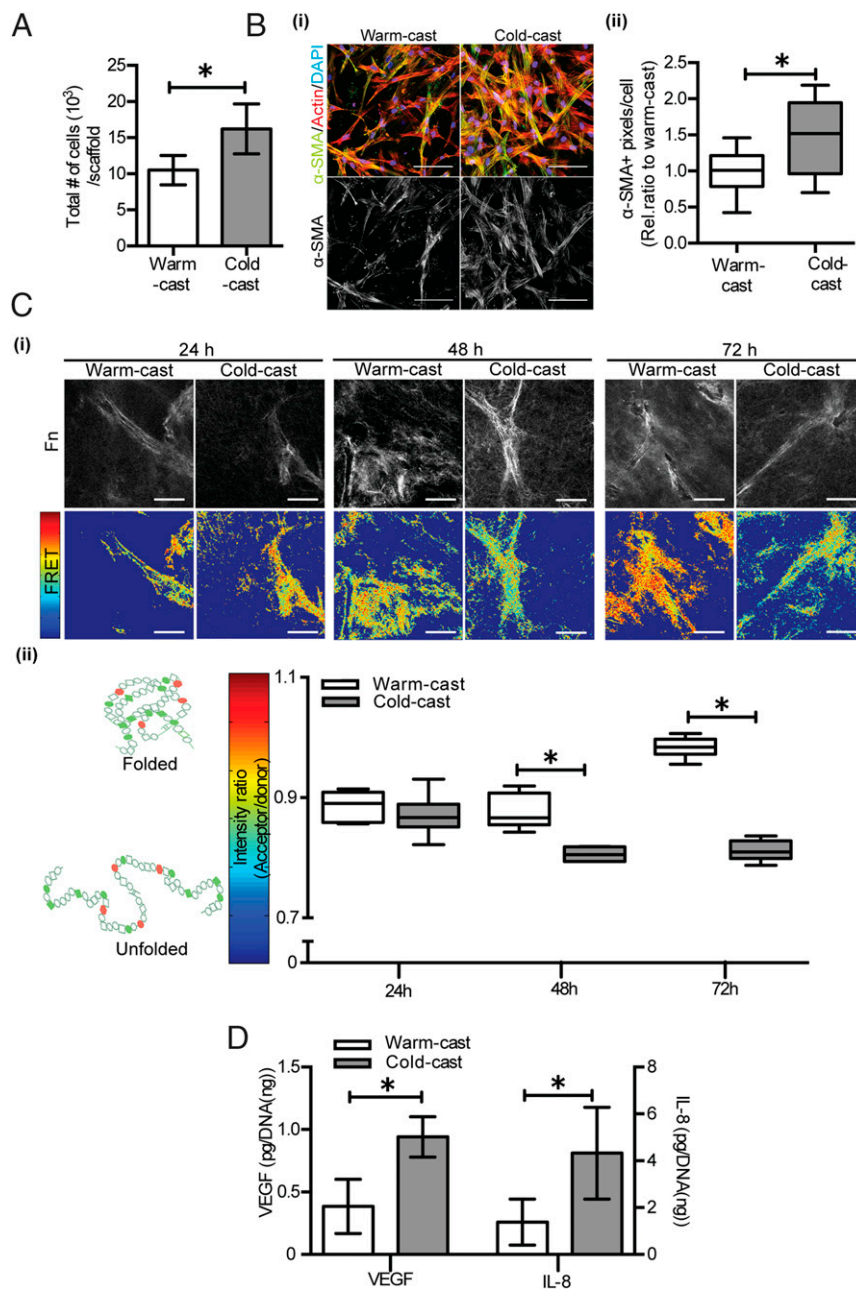 A
Total # of cells (10³)
/scaffold
25
20
15
10
5
0
*
Warm
-cast
Cold
-cast
B
(i)
Warm-cast
Cold-cast
α-SMA/Actin/DAPI
α-SMA
(ii)
α-SMA+ pixels/cell
(Rel.ratio to warm-cast)
2.5
2.0
1.5
1.0
0.5
0.0
*
Warm-
cast
Cold-
cast
C
(i)
24 h
48 h
72 h
Warm-cast
Cold-cast
Warm-cast
Cold-cast
Warm-cast
Cold-cast
Fn
FRET
(ii)
Folded
Unfolded
Intensity ratio
(Acceptor/donor)
1.1
0.9
0.7
0
Warm-cast
Cold-cast
*
*
24h
48h
72h
D
Warm-cast
Cold-cast
VEGF (pg/DNA(ng))
1.5
1.0
0.5
0
*
*
8
6
4
2
0
IL-8 (pg/DNA(ng))
VEGF
IL-8